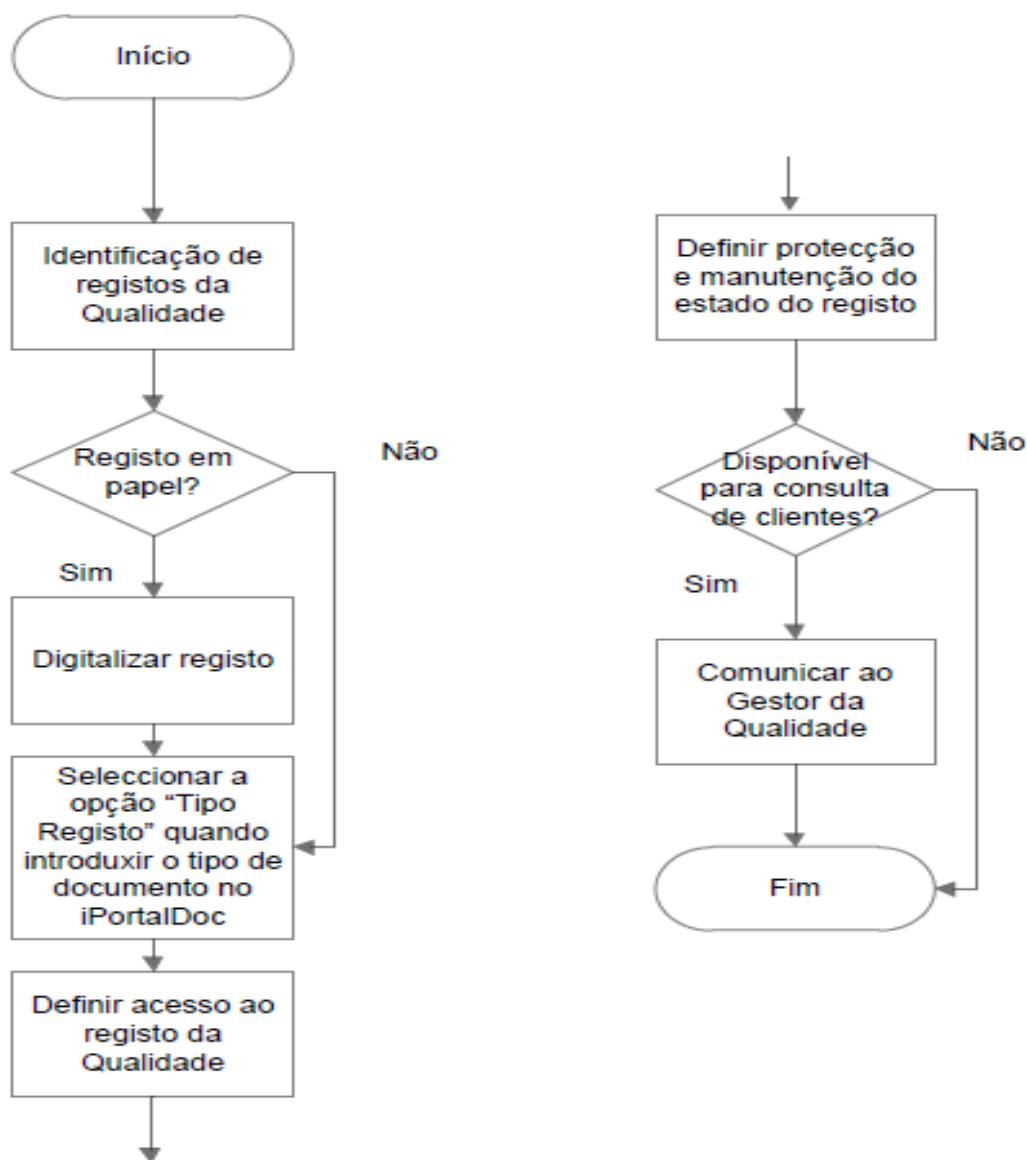 Início
Identificação de
registos da
Qualidade
Registo em
papel?
Não
Sim
Digitalizar registo
Seleccionar a
opção “Tipo
Registo” quando
introduxir o tipo de
documento no
iPortalDoc
Definir acesso ao
registo da
Qualidade
Definir protecção
e manutenção do
estado do registo
Disponível
para consulta
de clientes?
Não
Sim
Comunicar ao
Gestor da
Qualidade
Fim